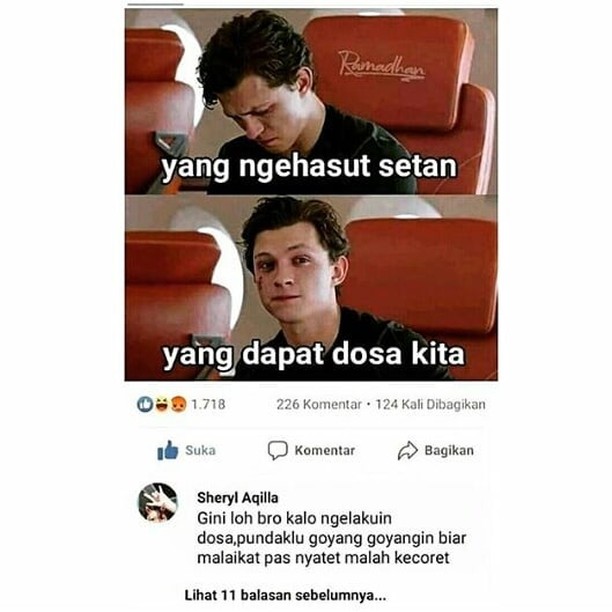 Ramadhan
yang ngehasut setan
yang dapat dosa kita
1.718
226 Komentar • 124 Kali Dibagikan
Suka
Komentar
Bagikan
Sheryl Aqilla
Gini loh bro kalo ngelakuin
dosa,pundaklu goyang goyangin biar
malaikat pas nyatet malah kecoret
Lihat 11 balasan sebelumnya...